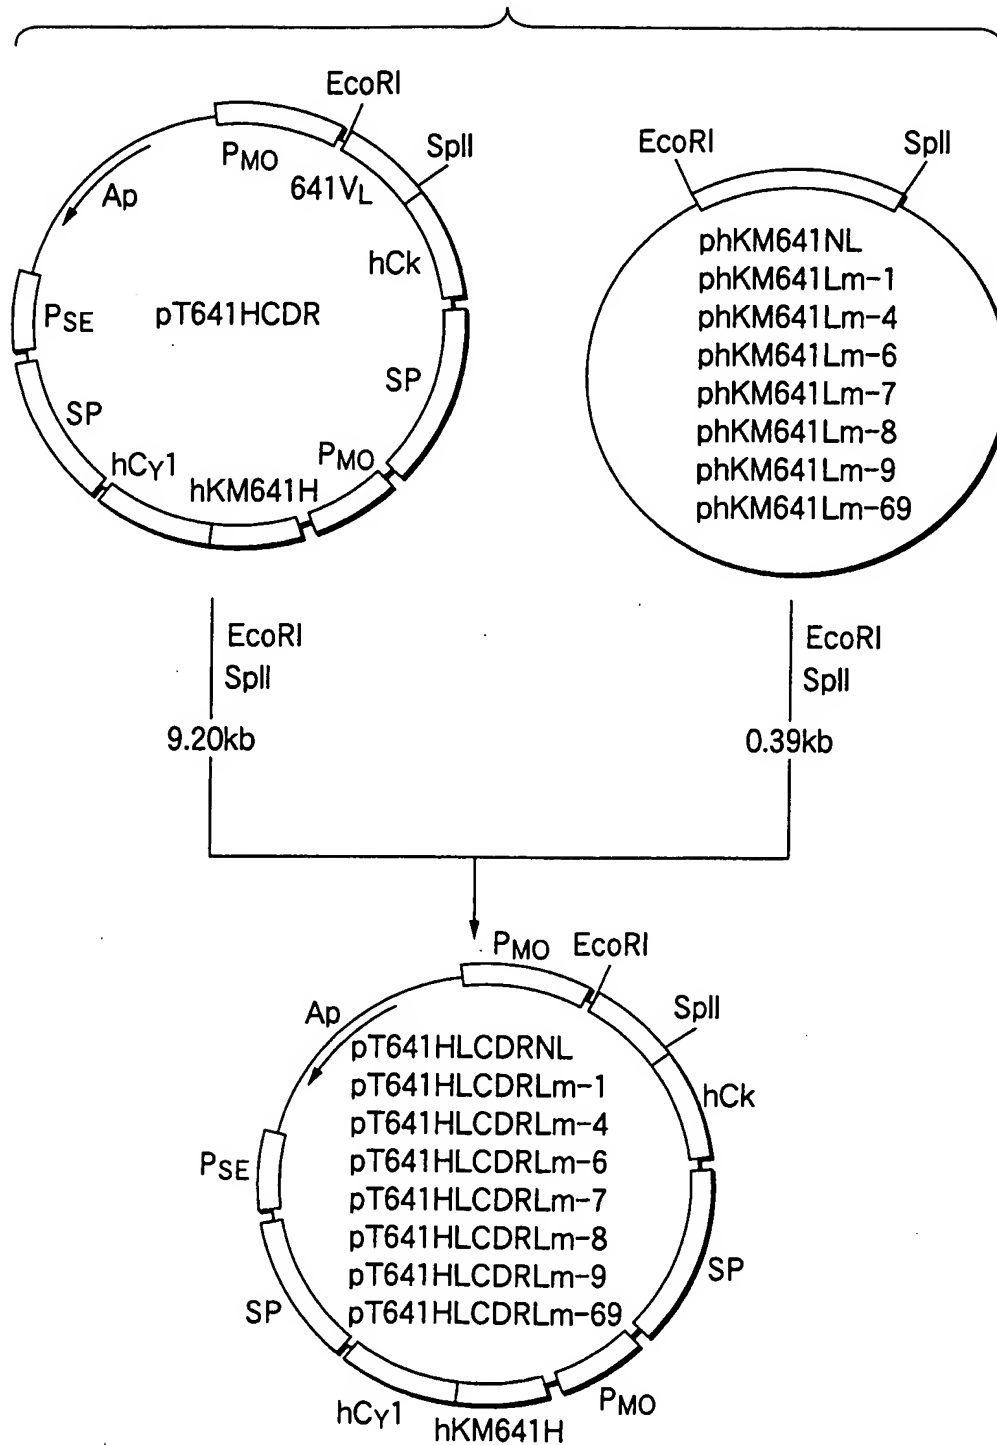 EcoRI
SplI
PMO
641VL
Ap
hCk
PSE
pT641HCDR
SP
SP
hCγ1
hKM641H
PMO
EcoRI
SplI
phKM641NL
phKM641Lm-1
phKM641Lm-4
phKM641Lm-6
phKM641Lm-7
phKM641Lm-8
phKM641Lm-9
phKM641Lm-69
EcoRI
SplI
9.20kb
EcoRI
SplI
0.39kb
PMO
EcoRI
SplI
Ap
hCk
pT641HLCDRNL
pT641HLCDRLm-1
pT641HLCDRLm-4
pT641HLCDRLm-6
pT641HLCDRLm-7
pT641HLCDRLm-8
pT641HLCDRLm-9
pT641HLCDRLm-69
PSE
SP
SP
hCγ1
hKM641H
PMO